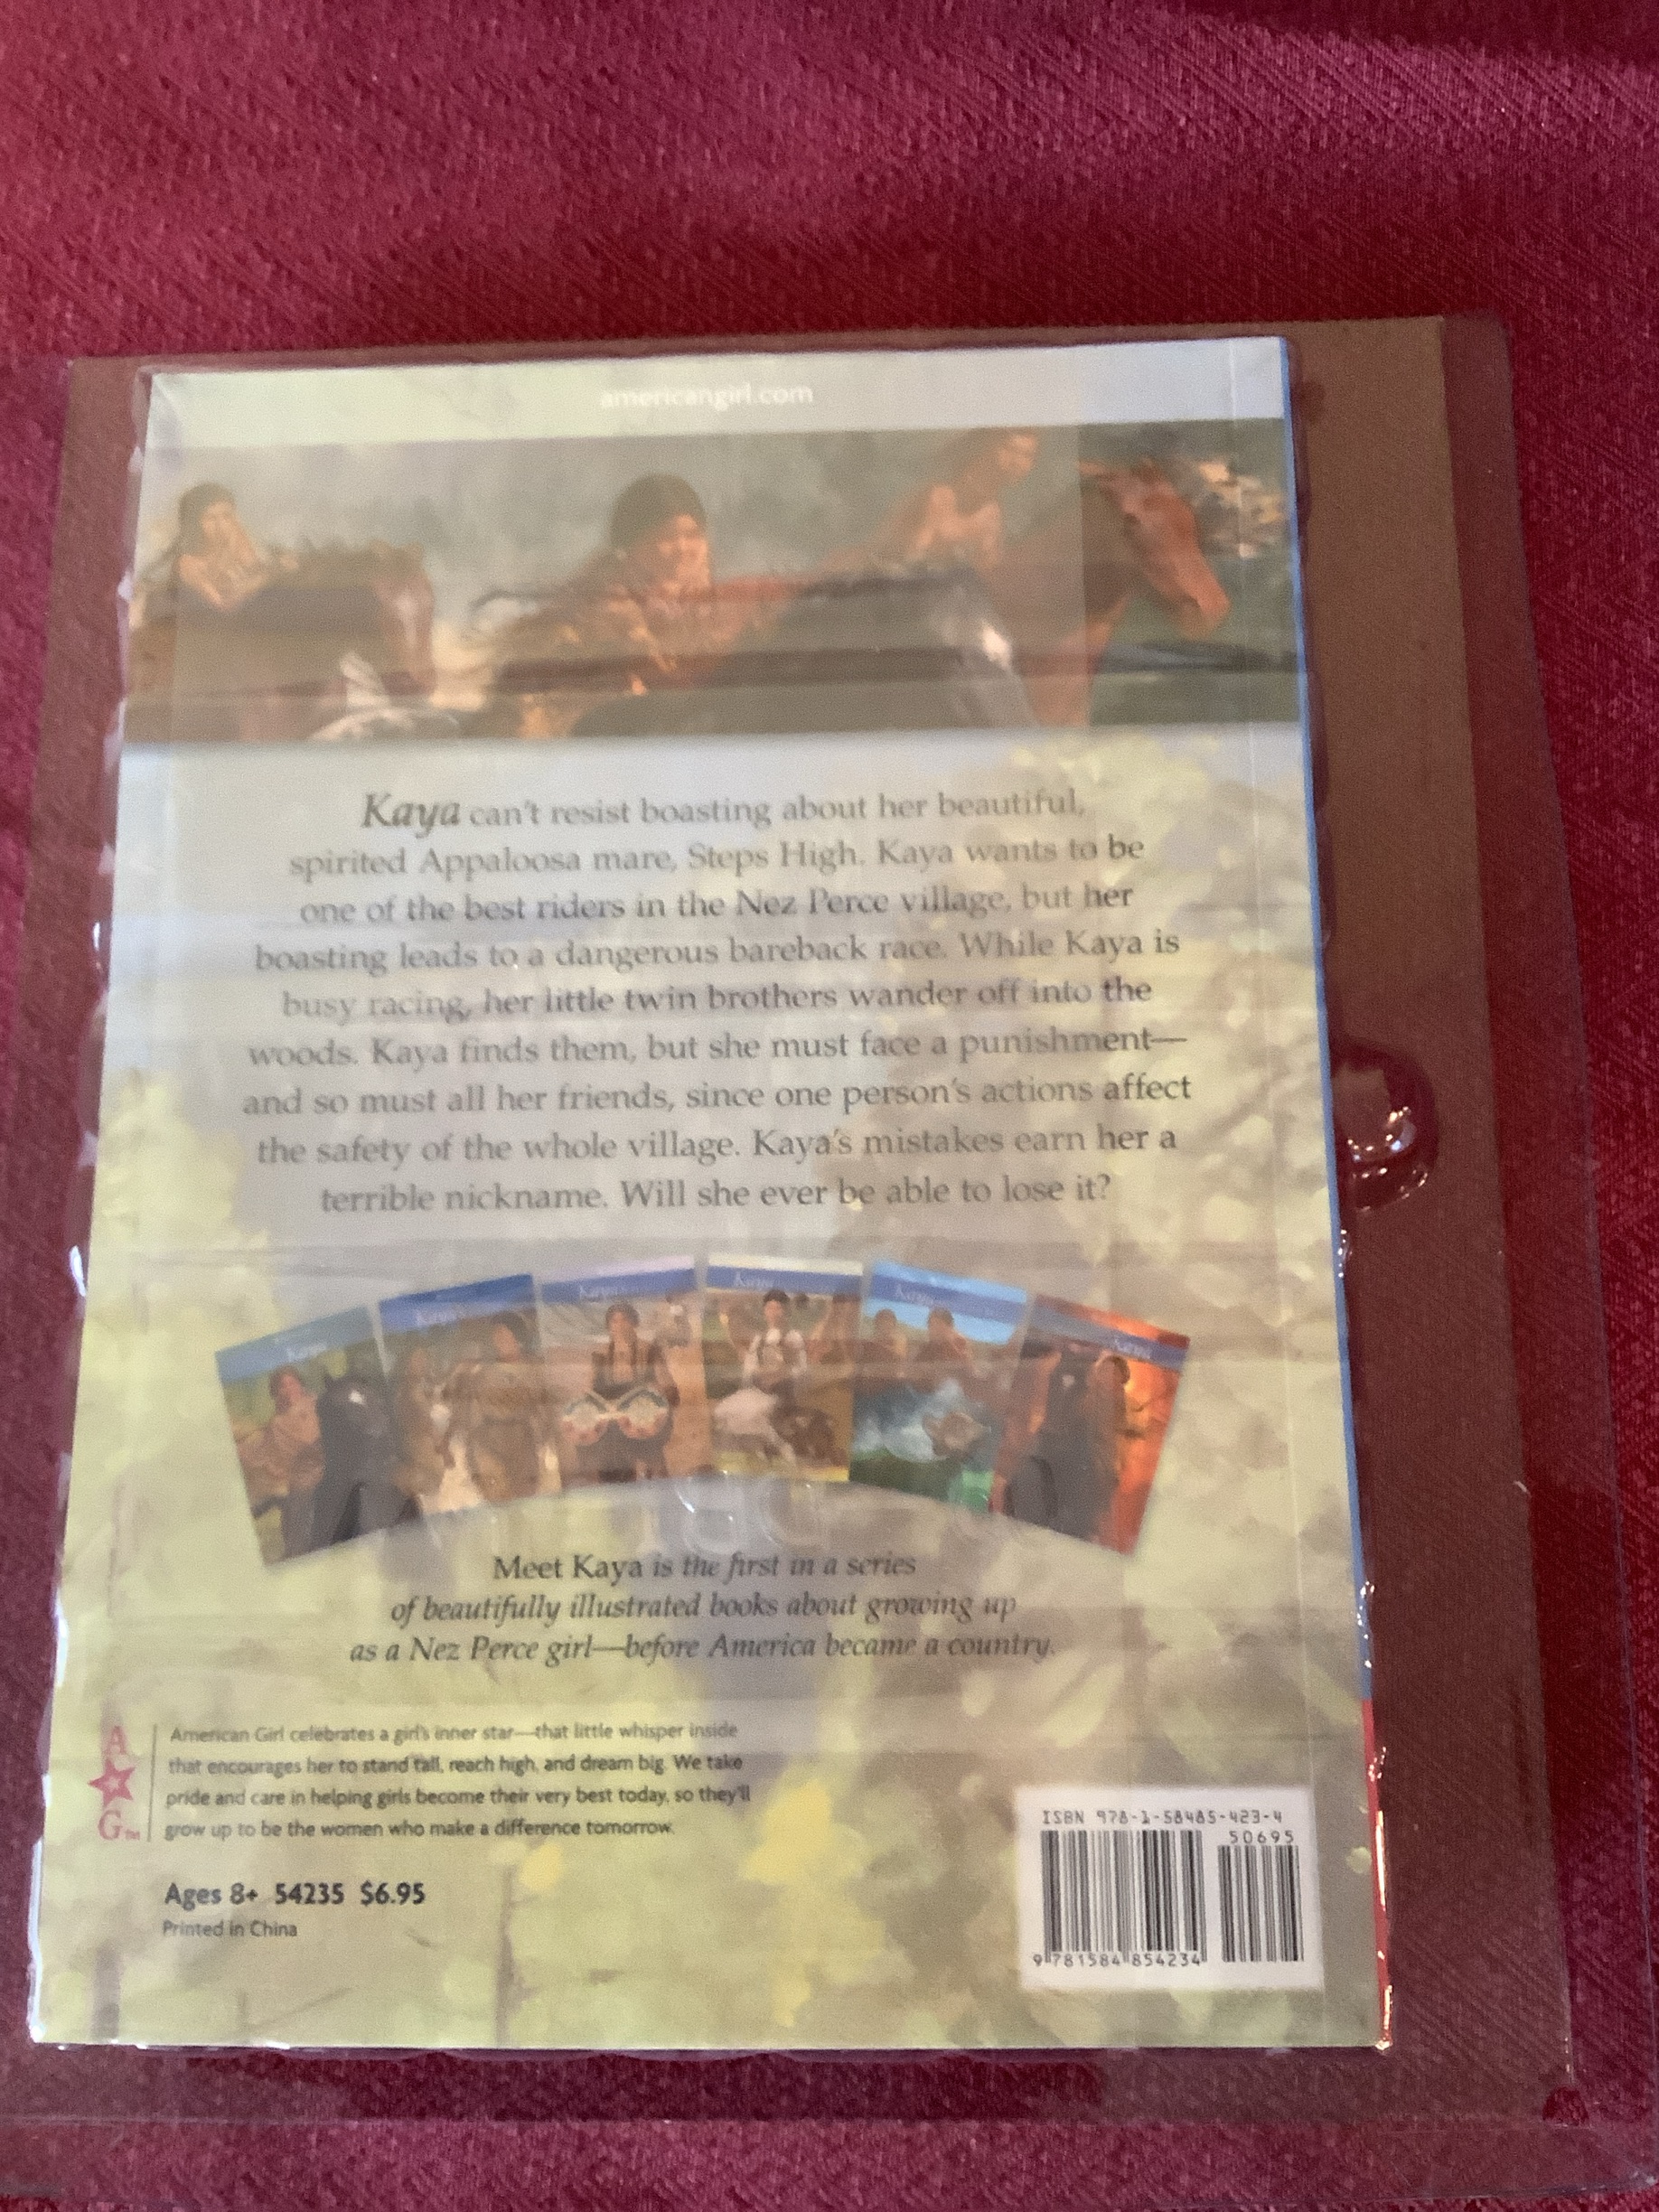 americangirl.com
Kaya can't resist boasting about her beautiful,
spirited Appaloosa mare, Steps High. Kaya wants to be
one of the best riders in the Nez Perce village, but her
boasting leads to a dangerous bareback race. While Kaya is
busy racing, her little twin brothers wander off into the
woods. Kaya finds them, but she must face a punishment—
and so must all her friends, since one person's actions affect
the safety of the whole village. Kaya's mistakes earn her a
terrible nickname. Will she ever be able to lose it?
Kaya
Kaya
Kaya
Kaya
Kaya
Kaya
Meet Kaya is the first in a series
of beautifully illustrated books about growing up
as a Nez Perce girl—before America became a country.
A
G™
American Girl celebrates a girl's inner star—that little whisper inside
that encourages her to stand tall, reach high, and dream big. We take
pride and care in helping girls become their very best today, so they'll
grow up to be the women who make a difference tomorrow.
Ages 8+ 54235 $6.95
Printed in China
ISBN 978-1-58485-423-4
50695
9 781584 854234